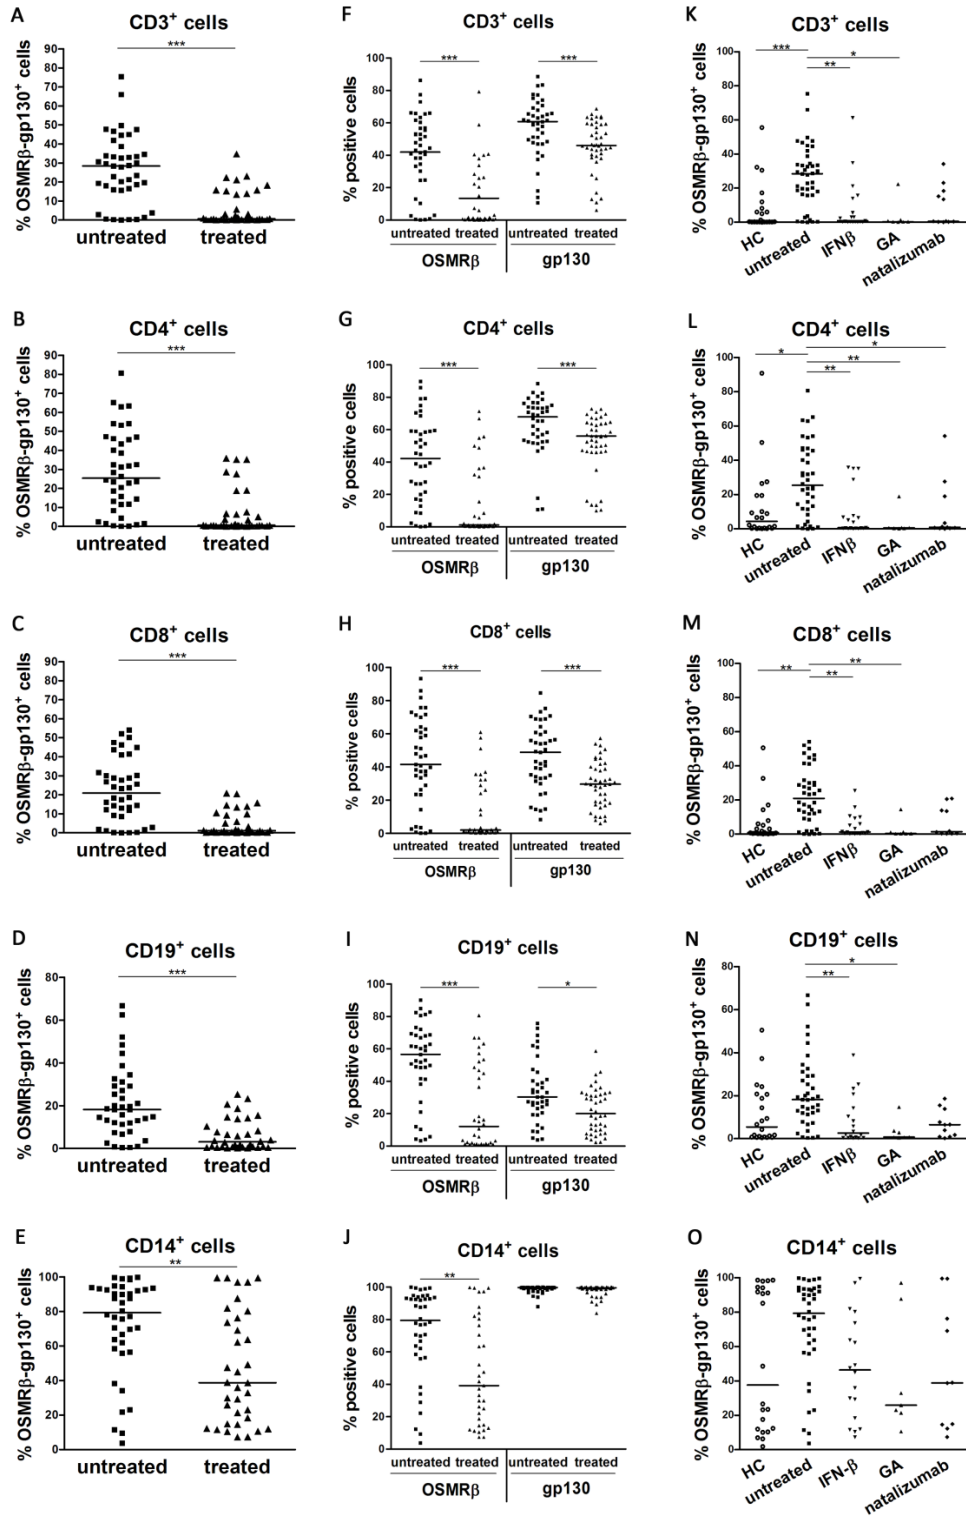 A
CD3+ cells
***
% OSMRβ-gp130+ cells
90
80
70
60
50
40
30
20
10
0
untreated treated
F
CD3+ cells
*** ***
% positive cells
100
80
60
40
20
0
untreated treated untreated treated
OSMRβ gp130
K
CD3+ cells
*** *
**
% OSMRβ-gp130+ cells
100
80
60
40
20
0
HC untreated IFNβ GA natalizumab
B
CD4+ cells
***
% OSMRβ-gp130+ cells
90
80
70
60
50
40
30
20
10
0
untreated treated
G
CD4+ cells
*** ***
% positive cells
100
80
60
40
20
0
untreated treated untreated treated
OSMRβ gp130
L
CD4+ cells
*
* **
**
% OSMRβ-gp130+ cells
100
80
60
40
20
0
HC untreated IFNβ GA natalizumab
C
CD8+ cells
***
% OSMRβ-gp130+ cells
90
80
70
60
50
40
30
20
10
0
untreated treated
H
CD8+ cells
*** ***
% positive cells
100
80
60
40
20
0
untreated treated untreated treated
OSMRβ gp130
M
CD8+ cells
** **
**
% OSMRβ-gp130+ cells
100
80
60
40
20
0
HC untreated IFNβ GA natalizumab
D
CD19+ cells
***
% OSMRβ-gp130+ cells
80
60
40
20
0
untreated treated
I
CD19+ cells
*** *
% positive cells
100
80
60
40
20
0
untreated treated untreated treated
OSMRβ gp130
N
CD19+ cells
*
**
% OSMRβ-gp130+ cells
80
60
40
20
0
HC untreated IFNβ GA natalizumab
E
CD14+ cells
**
% OSMRβ-gp130+ cells
100
80
60
40
20
0
untreated treated
J
CD14+ cells
**
% positive cells
100
80
60
40
20
0
untreated treated untreated treated
OSMRβ gp130
O
CD14+ cells
% OSMRβ-gp130+ cells
100
80
60
40
20
0
HC untreated IFN-β GA natalizumab